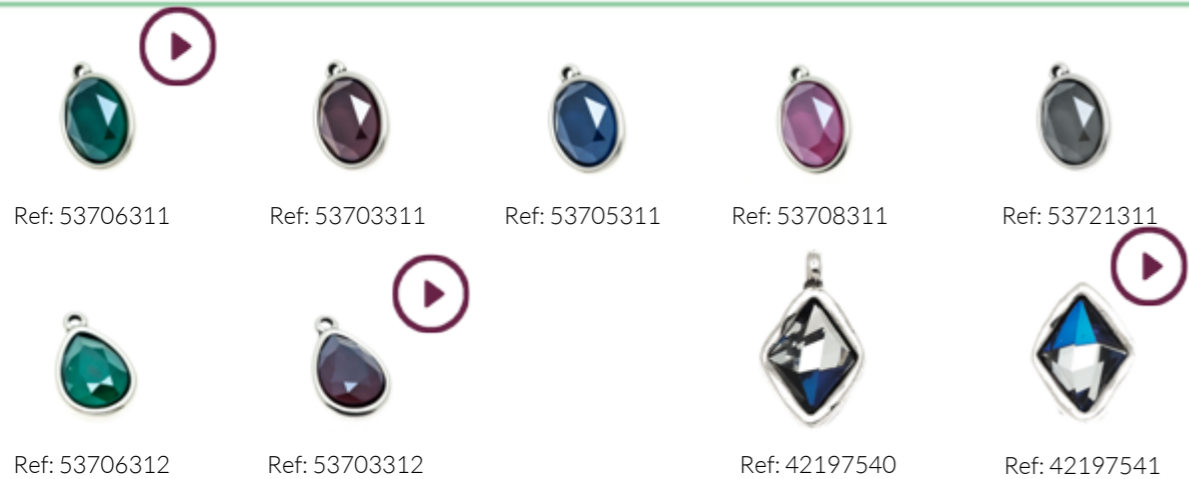 Ref: 53706311
Ref: 53703311
Ref: 53705311
Ref: 53708311
Ref: 53721311
Ref: 53706312
Ref: 53703312
Ref: 42197540
Ref: 42197541